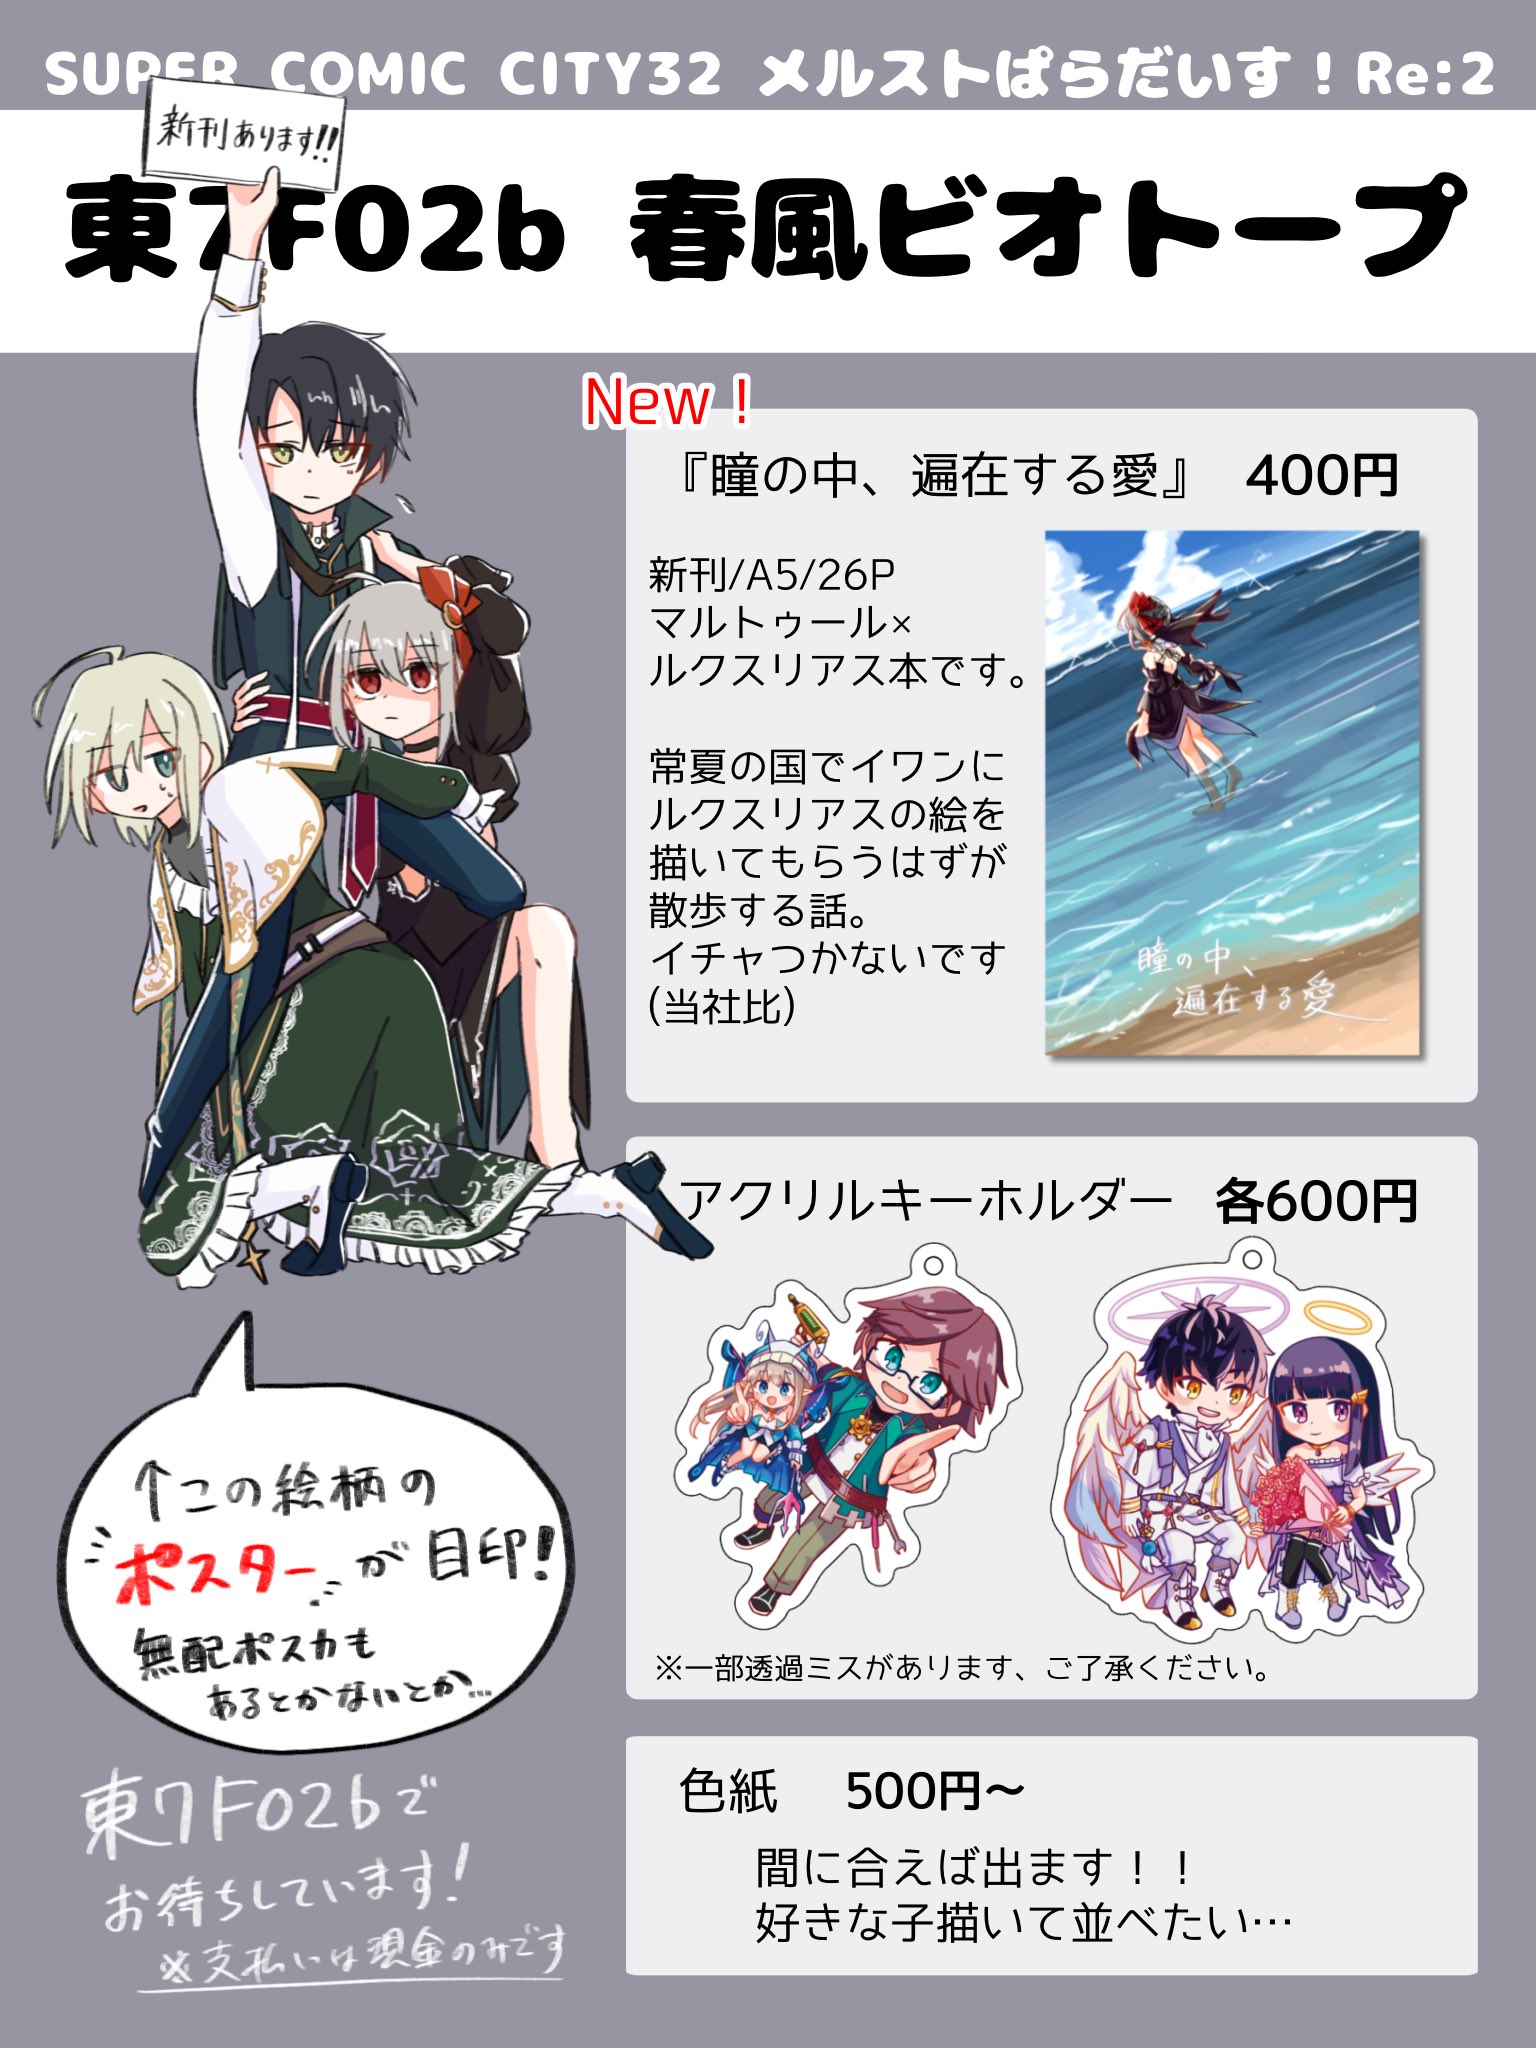 SUPER COMIC CITY32 メルストぱらだいす！Re:2
新刊あります!!
東7F02b 春風ビオトープ
New！
『瞳の中、遍在する愛』 400円
新刊/A5/26P
マルトゥール×
ルクスリアス本です。
常夏の国でイワンに
ルクスリアスの絵を
描いてもらうはずが
散歩する話。
イチャつかないです
(当社比)
瞳の中、
遍在する愛
アクリルキーホルダー 各600円
※一部透過ミスがあります、ご了承ください。
色紙 500円〜
間に合えば出ます！！
好きな子描いて並べたい…
↑この絵柄の
ポスターが目印!
無配ポスカも
あるとかないとか…
東7F02bで
お待ちしています!
※支払いは現金のみです